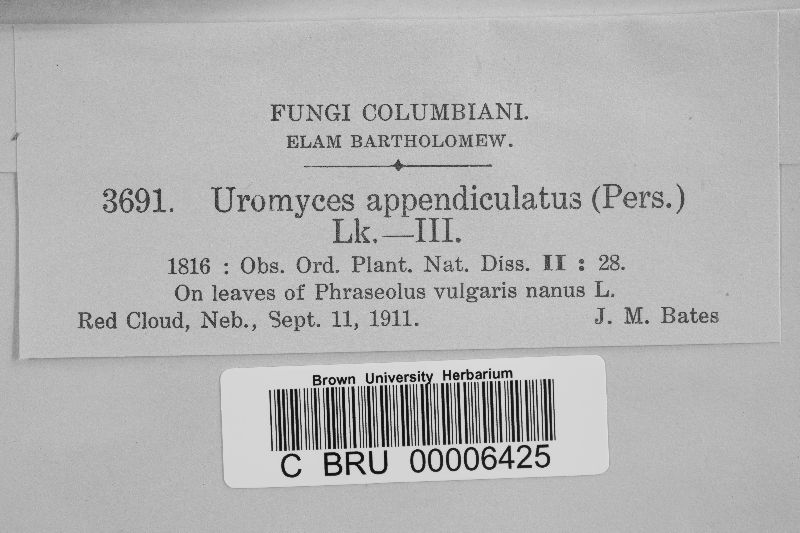 FUNGI COLUMBIANI.
ELAM BARTHOLOMEW.
3691. Uromyces appendiculatus (Pers.)
Lk.—III.
1816 : Obs. Ord. Plant. Nat. Diss. II : 28.
On leaves of Phraseolus vulgaris nanus L.
Red Cloud, Neb., Sept. 11, 1911. J. M. Bates
Brown University Herbarium
C BRU 00006425